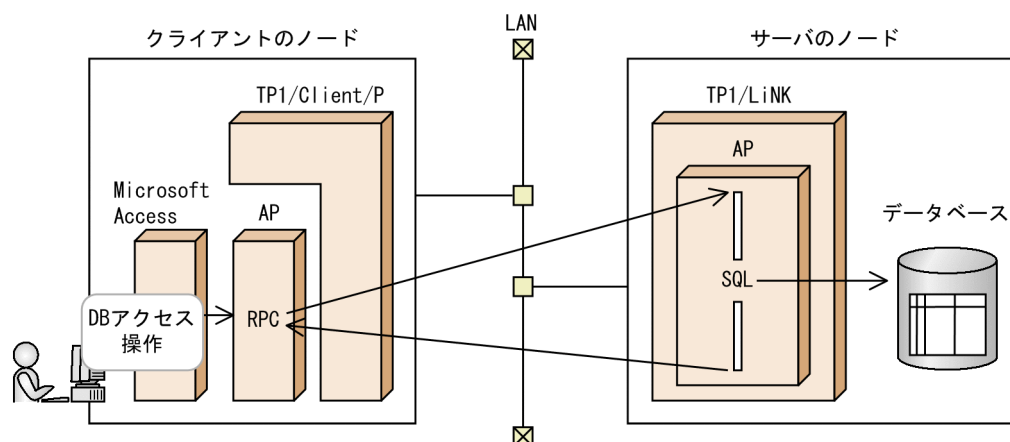 LAN
クライアントのノード
サーバのノード
TP1/Client/P
TP1/LiNK
AP
Microsoft
Access
AP
データベース
SQL
DBアクセス
操作
RPC